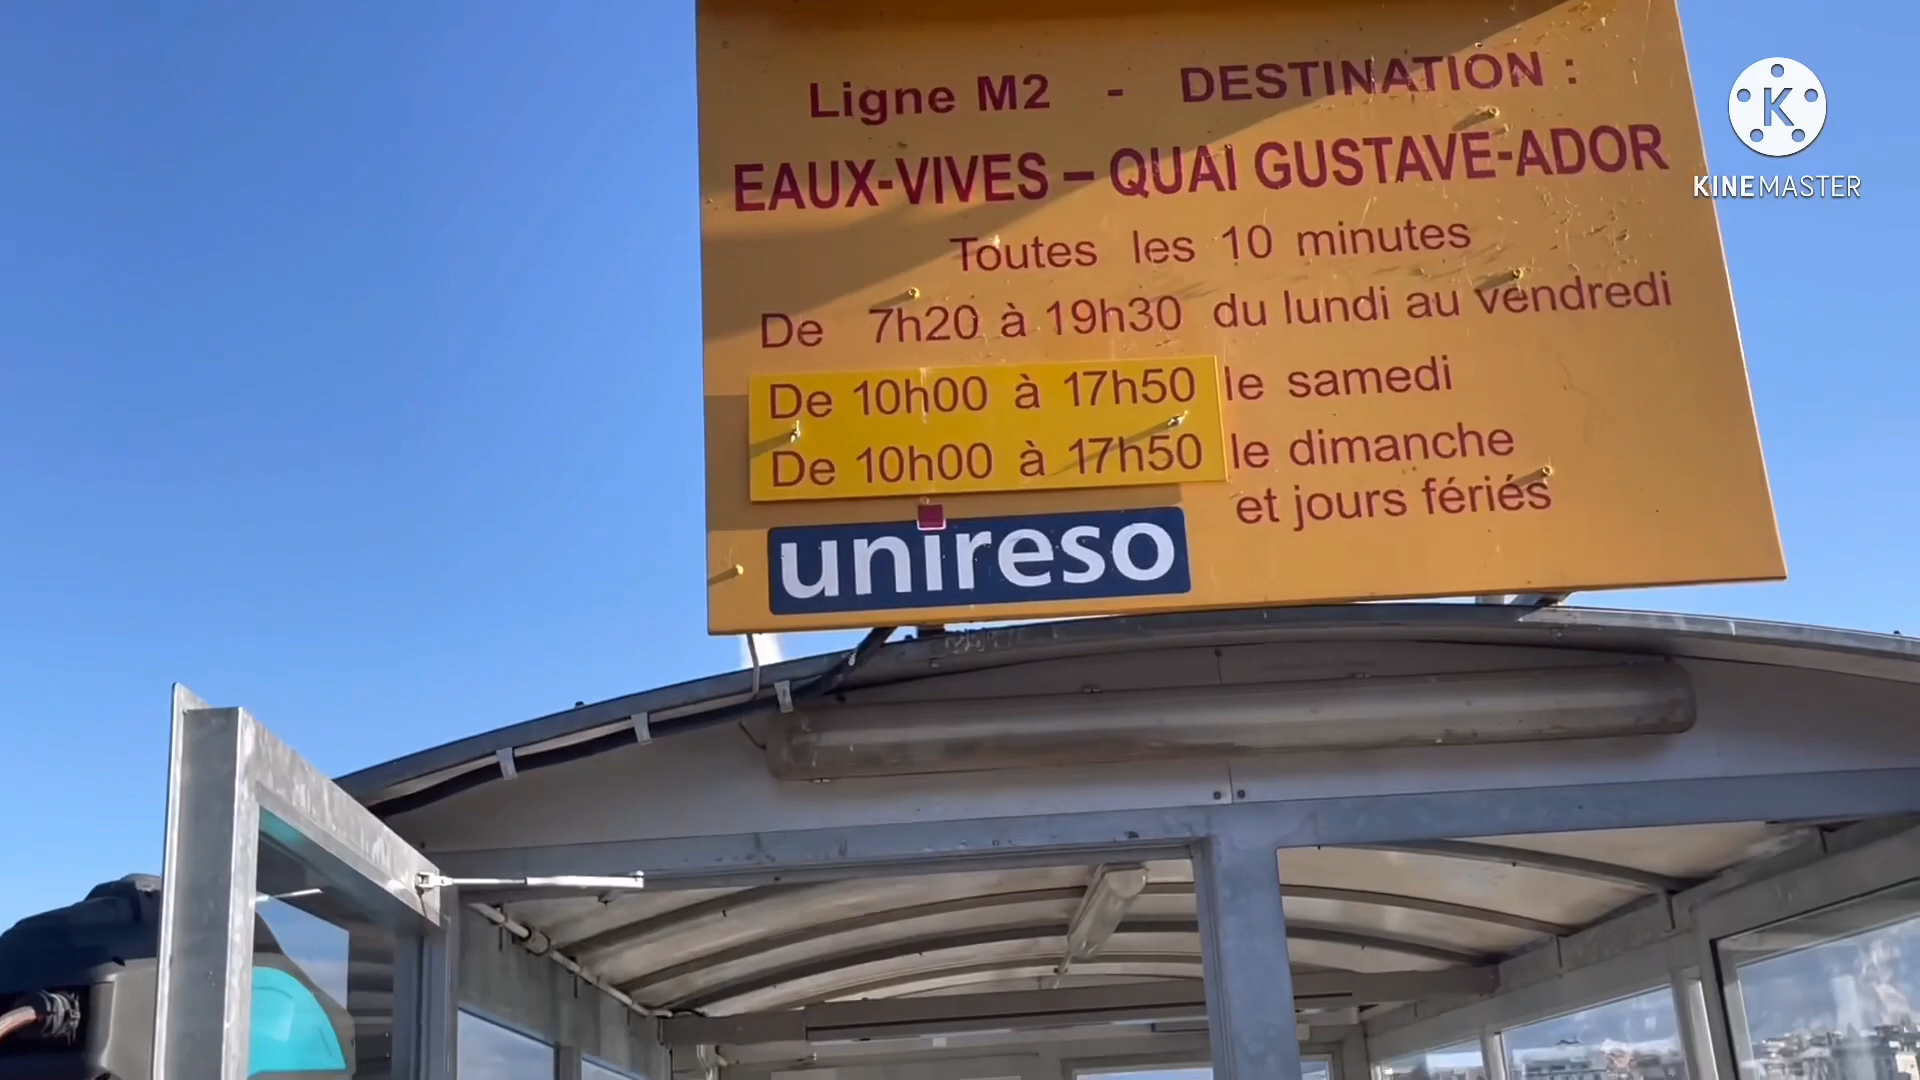 Ligne M2 - DESTINATION :
EAUX-VIVES – QUAI GUSTAVE-ADOR
Toutes les 10 minutes
De 7h20 à 19h30 du lundi au vendredi
De 10h00 à 17h50 le samedi
De 10h00 à 17h50 le dimanche
et jours fériés
unireso
K
KINEMASTER